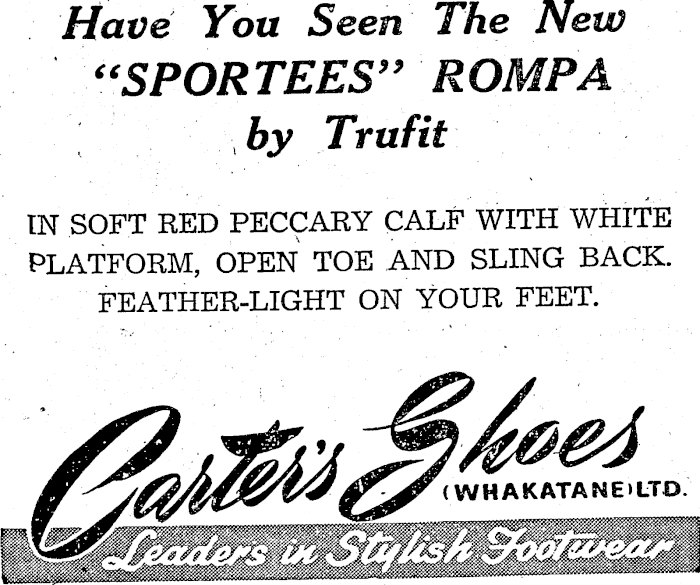 Have You Seen The New
“SPORTEES” ROMPA
by Trufit
IN SOFT RED PECCARY CALF WITH WHITE
PLATFORM, OPEN TOE AND SLING BACK.
FEATHER-LIGHT ON YOUR FEET.
Carter's Shoes
(WHAKATANE) LTD.
Leaders in Stylish Footwear